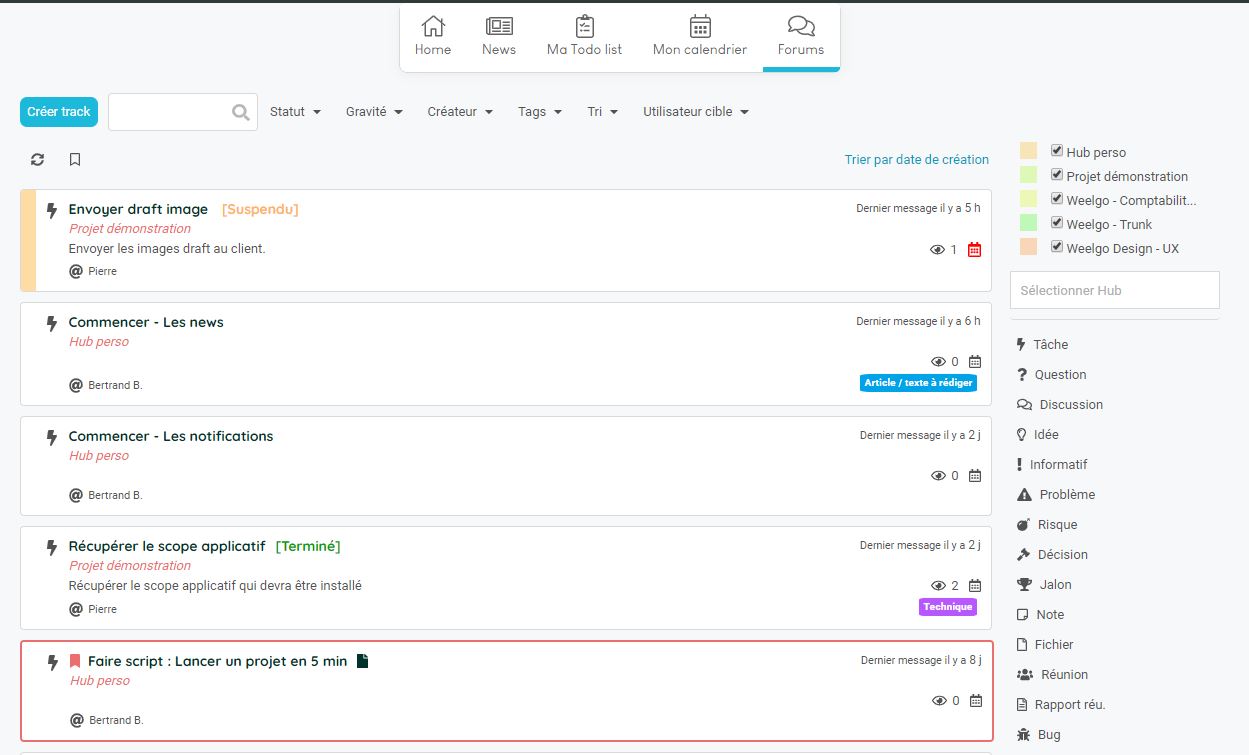 Home
News
Ma Todo list
Mon calendrier
Forums
Créer track
Statut
Gravité
Créateur
Tags
Tri
Utilisateur cible
Trier par date de création
Envoyer draft image [Suspendu]
Dernier message il y a 5 h
Projet démonstration
Envoyer les images draft au client.
1
@ Pierre
Commencer - Les news
Dernier message il y a 6 h
Hub perso
0
Article / texte à rédiger
@ Bertrand B.
Commencer - Les notifications
Dernier message il y a 2 j
Hub perso
0
@ Bertrand B.
Récupérer le scope applicatif [Terminé]
Dernier message il y a 2 j
Projet démonstration
Récupérer le scope applicatif qui devra être installé
2
Technique
@ Pierre
Faire script : Lancer un projet en 5 min
Dernier message il y a 8 j
Hub perso
0
@ Bertrand B.
Hub perso
Projet démonstration
Weelgo - Comptabilit...
Weelgo - Trunk
Weelgo Design - UX
Sélectionner Hub
Tâche
Question
Discussion
Idée
Informatif
Problème
Risque
Décision
Jalon
Note
Fichier
Réunion
Rapport réu.
Bug